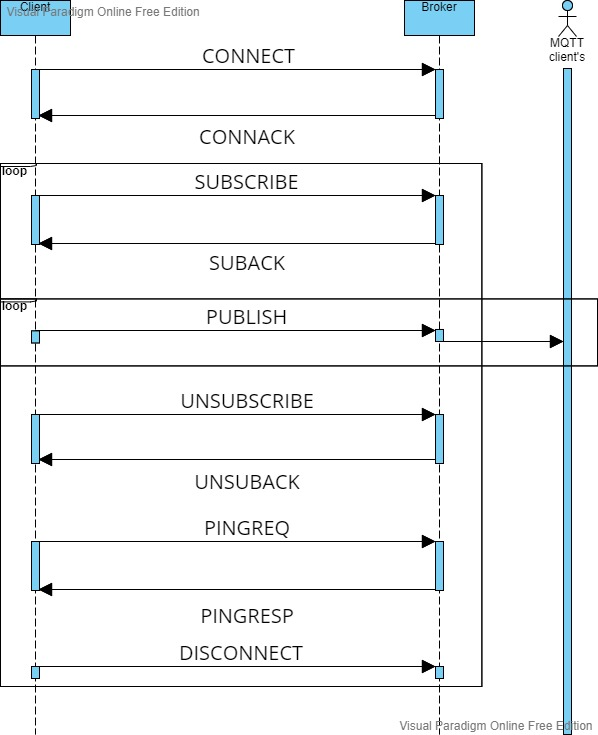 Client
Visual Paradigm Online Free Edition
Broker
MQTT
client's
CONNECT
CONNACK
loop
SUBSCRIBE
SUBACK
loop
PUBLISH
UNSUBSCRIBE
UNSUBACK
PINGREQ
PINGRESP
DISCONNECT
Visual Paradigm Online Free Edition